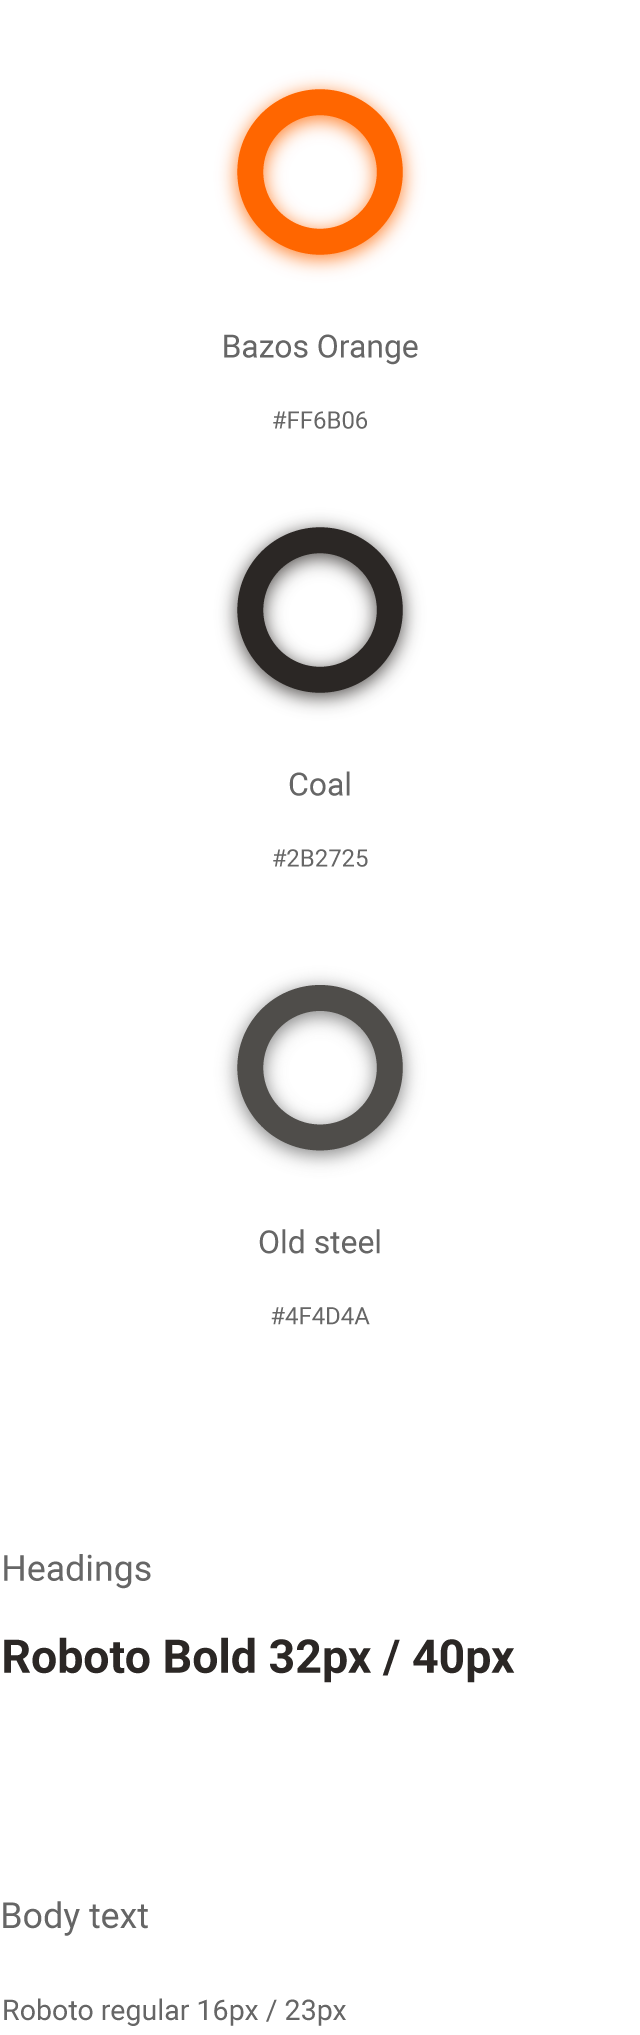 Bazos Orange
#FF6B06
Coal
#2B2725
Old steel
#4F4D4A
Headings
Roboto Bold 32px / 40px
Body text
Roboto regular 16px / 23px